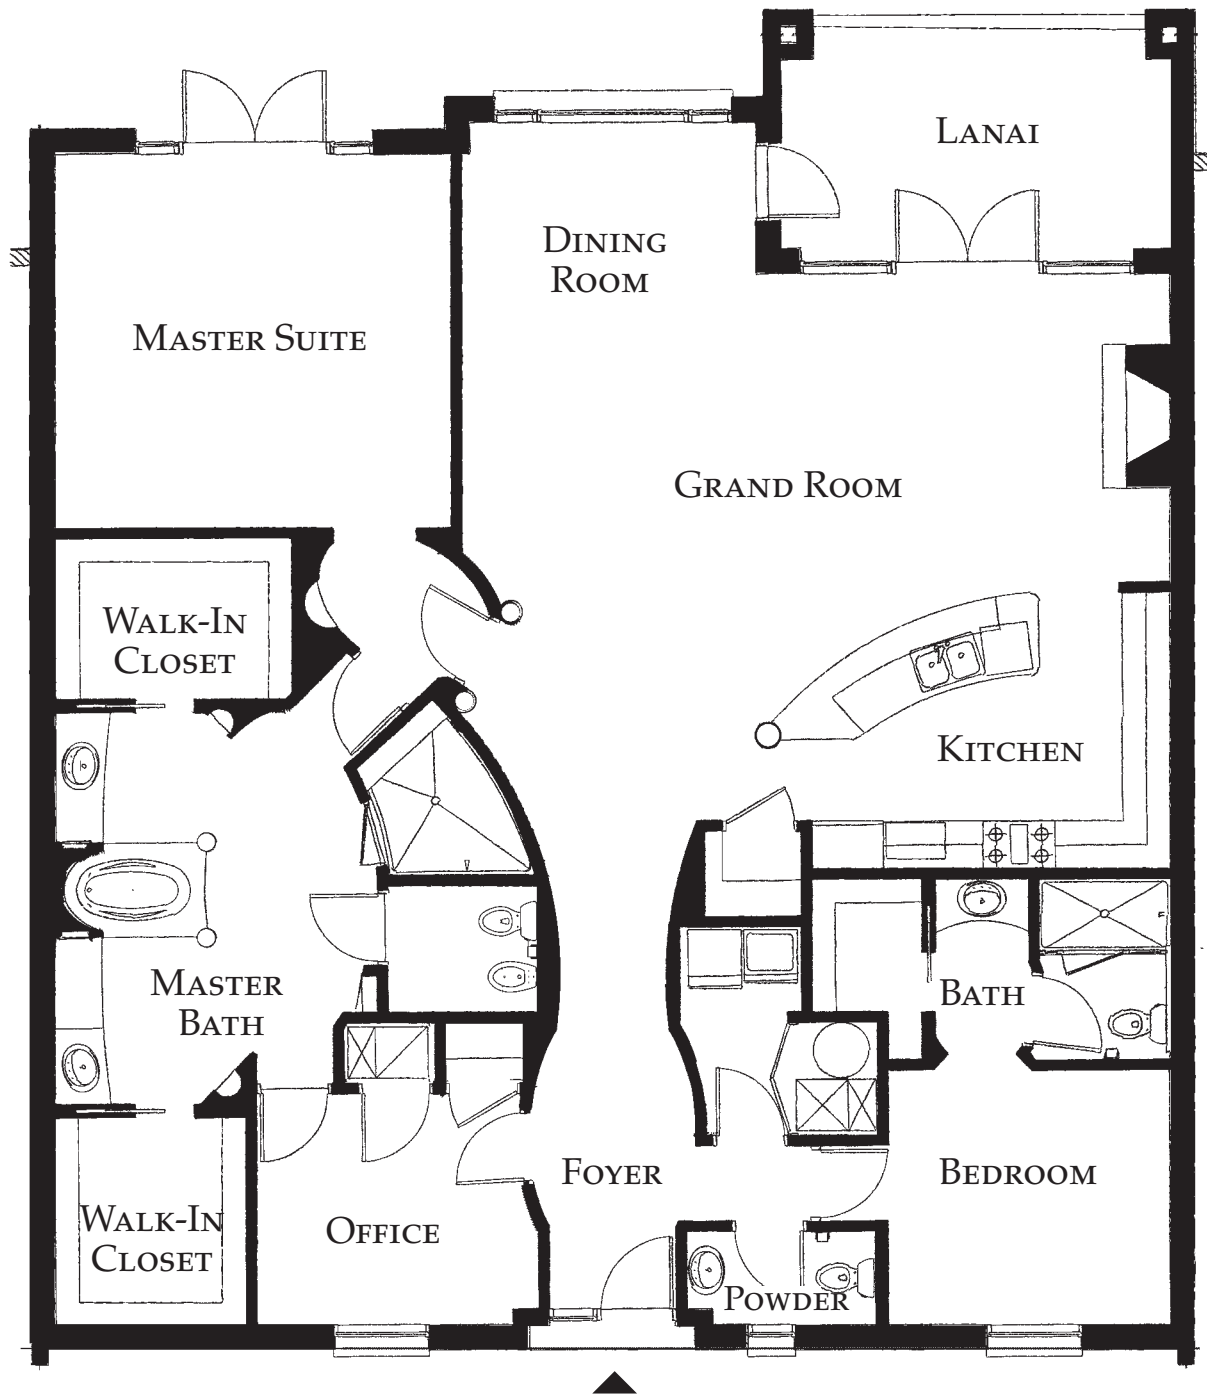 Lanai
Dining
Room
Master Suite
Grand Room
Walk-In
Closet
Kitchen
Master
Bath
Bath
Foyer
Bedroom
Walk-In
Closet
Office
Powder